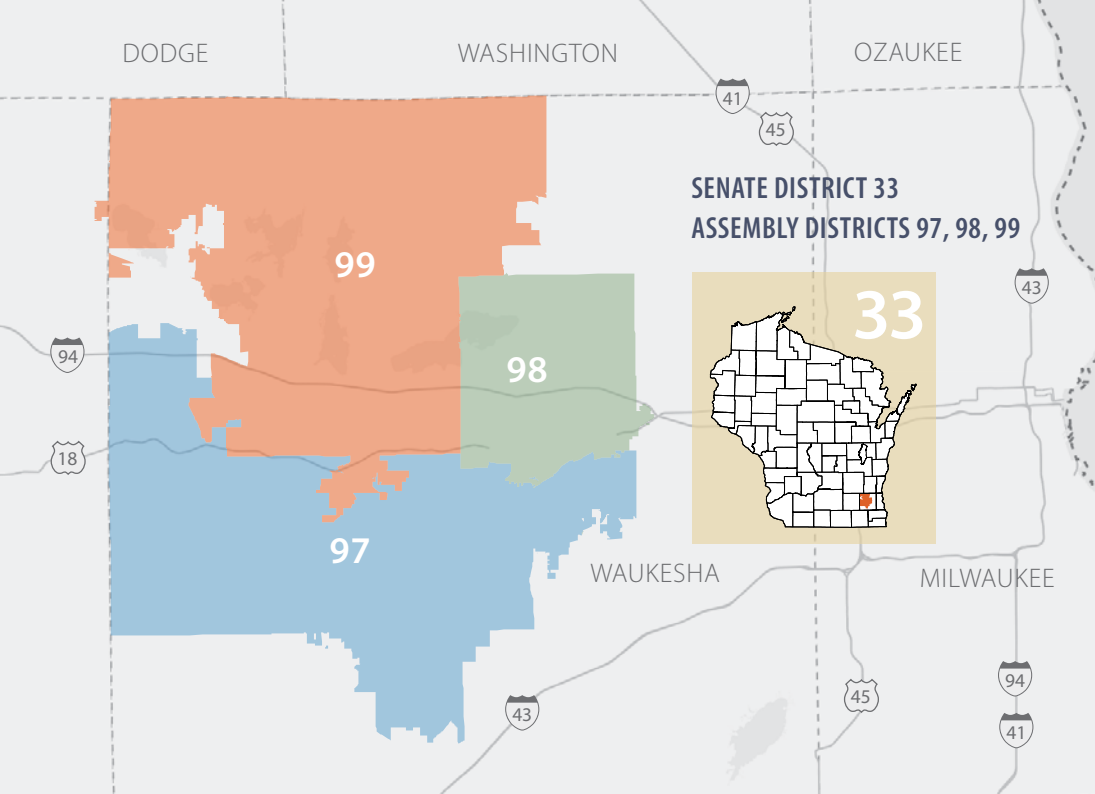 DODGE
WASHINGTON
OZAUKEE
41
45
SENATE DISTRICT 33
ASSEMBLY DISTRICTS 97, 98, 99
99
33
43
94
98
18
97
WAUKESHA
MILWAUKEE
94
45
43
41